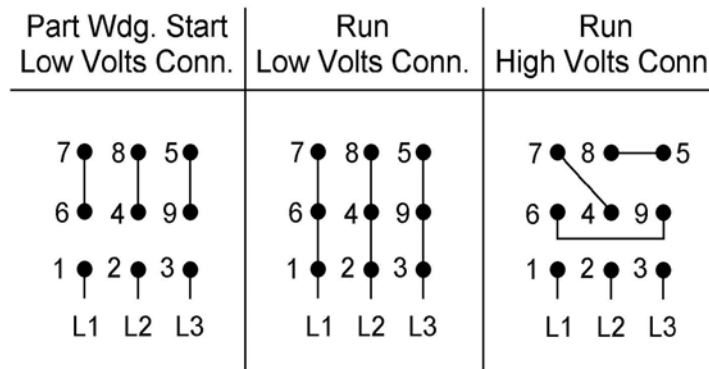 Part Wdg. Start
Low Volts Conn.
Run
Low Volts Conn.
Run
High Volts Conn
7 8 5
6 4 9
1 2 3
L1 L2 L3
7 8 5
6 4 9
1 2 3
L1 L2 L3
7 8 5
6 4 9
1 2 3
L1 L2 L3